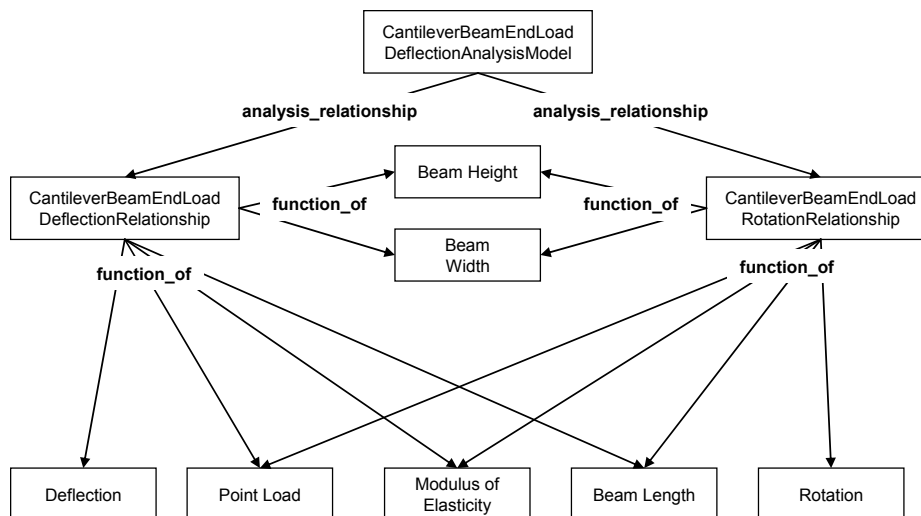 CantileverBeamEndLoad
DeflectionAnalysisModel
analysis_relationship
analysis_relationship
Beam Height
CantileverBeamEndLoad
DeflectionRelationship
function_of
function_of
CantileverBeamEndLoad
RotationRelationship
Beam
Width
function_of
function_of
Deflection
Point Load
Modulus of
Elasticity
Beam Length
Rotation